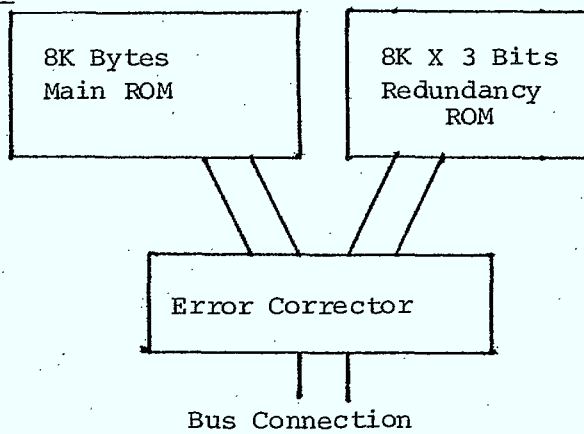 8K Bytes
Main ROM
8K X 3 Bits
Redundancy
ROM
Error Corrector
Bus Connection